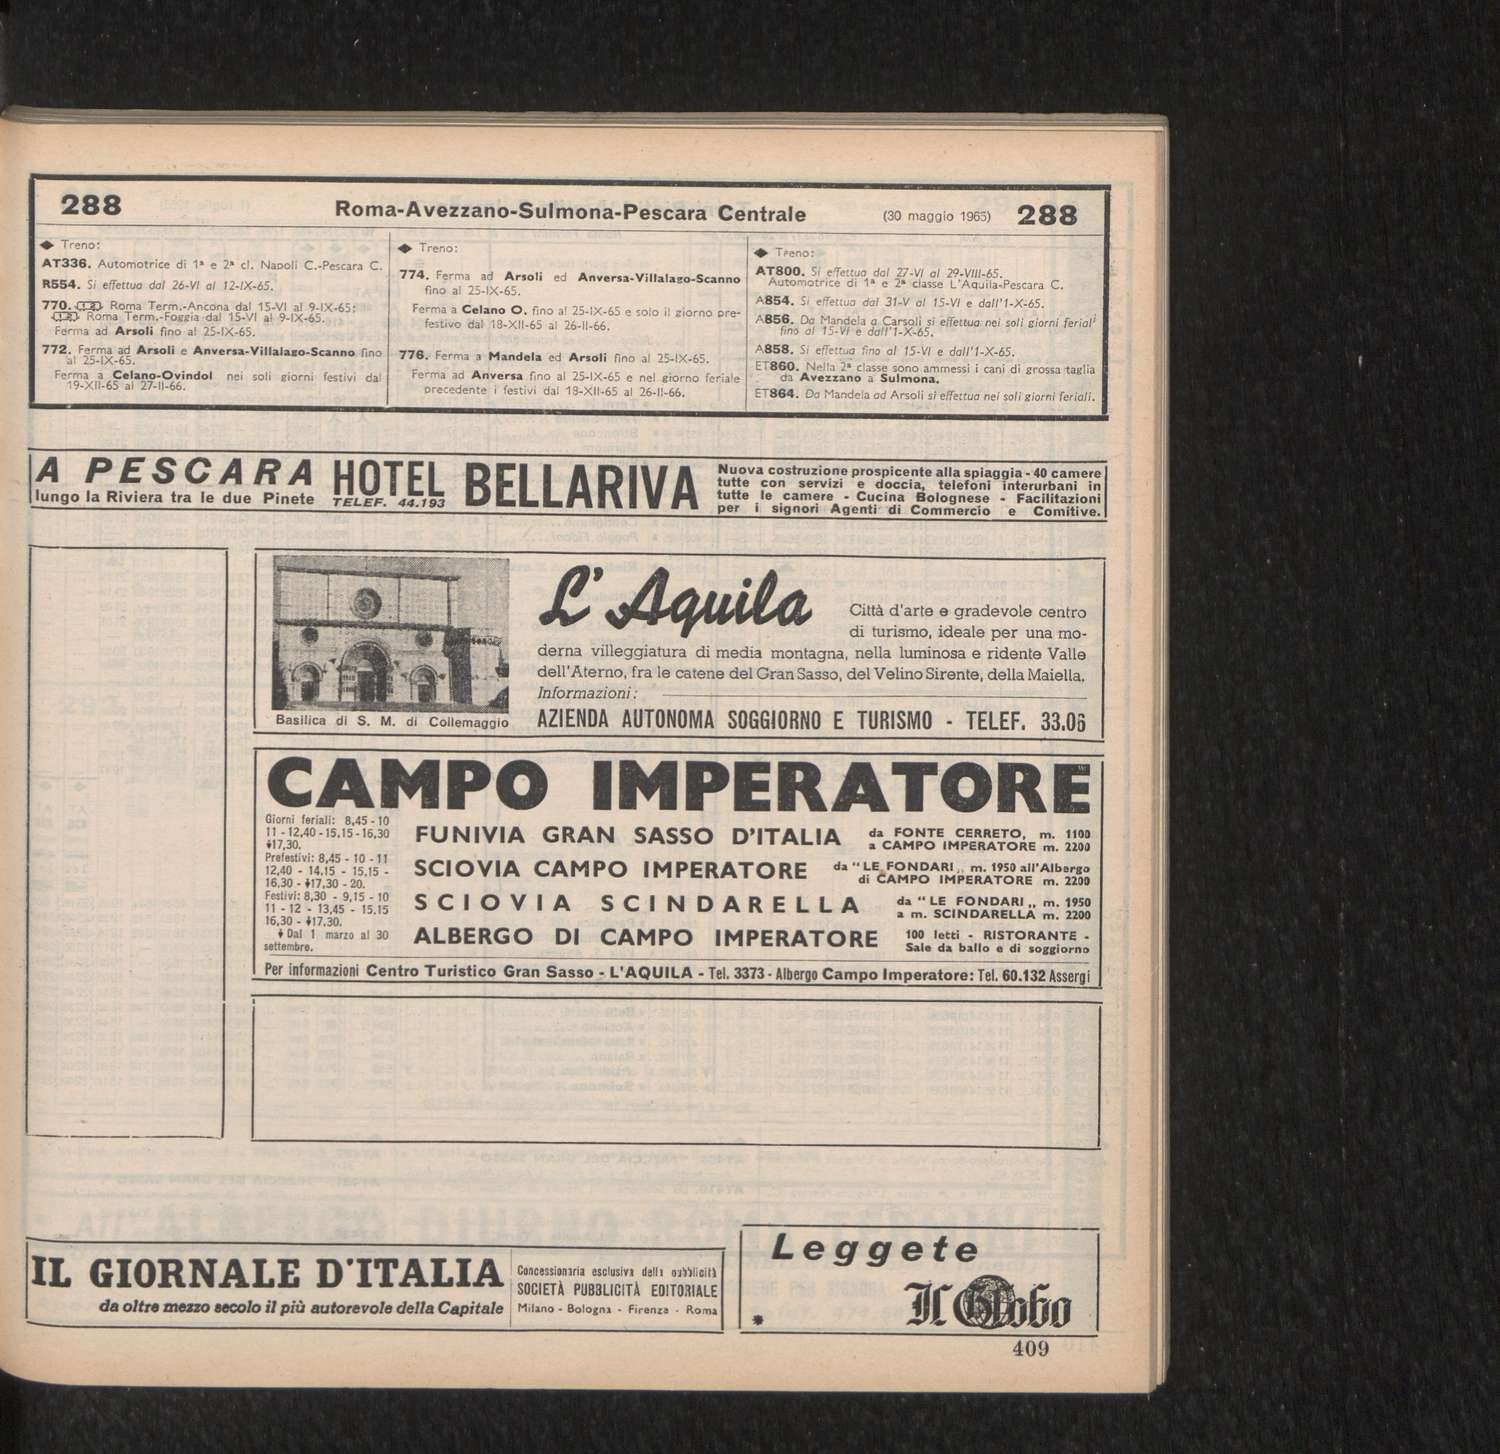 288
Roma-Avezzano-Sulmona-Pescara Centrale
(30 maggio 1965)
288
◆ Treno:
AT336. Automotrice di 1ª e 2ª cl. Napoli C.-Pescara C.
R554. Si effettua dal 26-VI al 12-IX-65.
770. Roma Term.-Ancona dal 15-VI al 9-IX-65;
Roma Term.-Foggia dal 15-VI al 9-IX-65.
Ferma ad Arsoli fino al 25-IX-65.
772. Ferma ad Arsoli e Anversa-Villalago-Scanno fino
al 25-IX-65.
Ferma a Celano-Ovindol nei soli giorni festivi dal
19-XII-65 al 27-II-66.
◆ Treno:
774. Ferma ad Arsoli ed Anversa-Villalago-Scanno
fino al 25-IX-65.
Ferma a Celano O. fino al 25-IX-65 e solo il giorno pre-
festivo dal 18-XII-65 al 26-II-66.
776. Ferma a Mandela ed Arsoli fino al 25-IX-65.
Ferma ad Anversa fino al 25-IX-65 e nel giorno feriale
precedente i festivi dal 18-XII-65 al 26-II-66.
◆ Treno:
AT800. Si effettua dal 27-VI al 29-VIII-65.
Automotrice di 1ª e 2ª classe L'Aquila-Pescara C.
A854. Si effettua dal 31-V al 15-VI e dall'1-X-65.
A856. Da Mandela a Carsoli si effettua nei soli giorni feriali
fino al 15-VI e dall'1-X-65.
A858. Si effettua fino al 15-VI e dall'1-X-65.
ET860. Nella 2ª classe sono ammessi i cani di grossa taglia
da Avezzano a Sulmona.
ET864. Da Mandela ad Arsoli si effettua nei soli giorni feriali.
A PESCARA
lungo la Riviera tra le due Pinete
HOTEL
TELEF. 44.193
BELLARIVA
Nuova costruzione prospicente alla spiaggia - 40 camere
tutte con servizi e doccia, telefoni interurbani in
tutte le camere - Cucina Bolognese - Facilitazioni
per i signori Agenti di Commercio e Comitive.
Basilica di S. M. di Collemaggio
L'Aquila
Città d'arte e gradevole centro
di turismo, ideale per una mo-
derna villeggiatura di media montagna, nella luminosa e ridente Valle
dell'Aterno, fra le catene del Gran Sasso, del Velino Sirente, della Maiella.
Informazioni:
AZIENDA AUTONOMA SOGGIORNO E TURISMO - TELEF. 33.06
CAMPO IMPERATORE
Giorni feriali: 8,45 - 10
11 - 12,40 - 15,15 - 16,30
♦17,30.
Prefestivi: 8,45 - 10 - 11
12,40 - 14,15 - 15,15 -
16,30 - ♦17,30 - 20.
Festivi: 8,30 - 9,15 - 10
11 - 12 - 13,45 - 15.15
16,30 - ♦17,30.
♦ Dal 1 marzo al 30
settembre.
FUNIVIA GRAN SASSO D'ITALIA
da FONTE CERRETO, m. 1100
a CAMPO IMPERATORE m. 2200
SCIOVIA CAMPO IMPERATORE
da "LE FONDARI,, m. 1950 all'Albergo
di CAMPO IMPERATORE m. 2200
SCIOVIA SCINDARELLA
da "LE FONDARI,, m. 1950
a m. SCINDARELLA m. 2200
ALBERGO DI CAMPO IMPERATORE
100 letti - RISTORANTE -
Sale da ballo e di soggiorno
Per informazioni Centro Turistico Gran Sasso - L'AQUILA - Tel. 3373 - Albergo Campo Imperatore: Tel. 60.132 Assergi
IL GIORNALE D'ITALIA
da oltre mezzo secolo il più autorevole della Capitale
Concessionaria esclusiva della pubblicità
SOCIETÀ PUBBLICITÀ EDITORIALE
Milano - Bologna - Firenze - Roma
Leggete
Il Globo
*
409